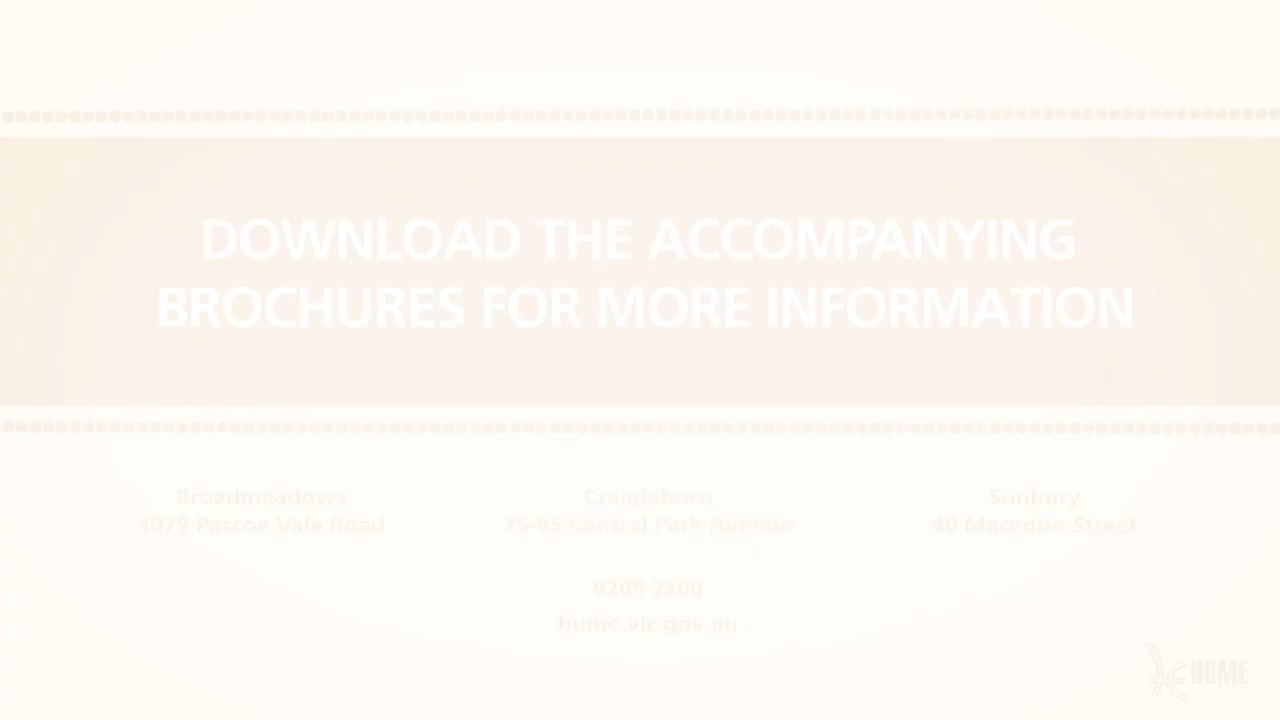 DOWNLOAD THE ACCOMPANYING
BROCHURES FOR MORE INFORMATION
Broadmeadows
1079 Pascoe Vale Road
Craigieburn
75-95 Central Park Avenue
Sunbury
40 Macedon Street
9205 2200
hume.vic.gov.au
HUME